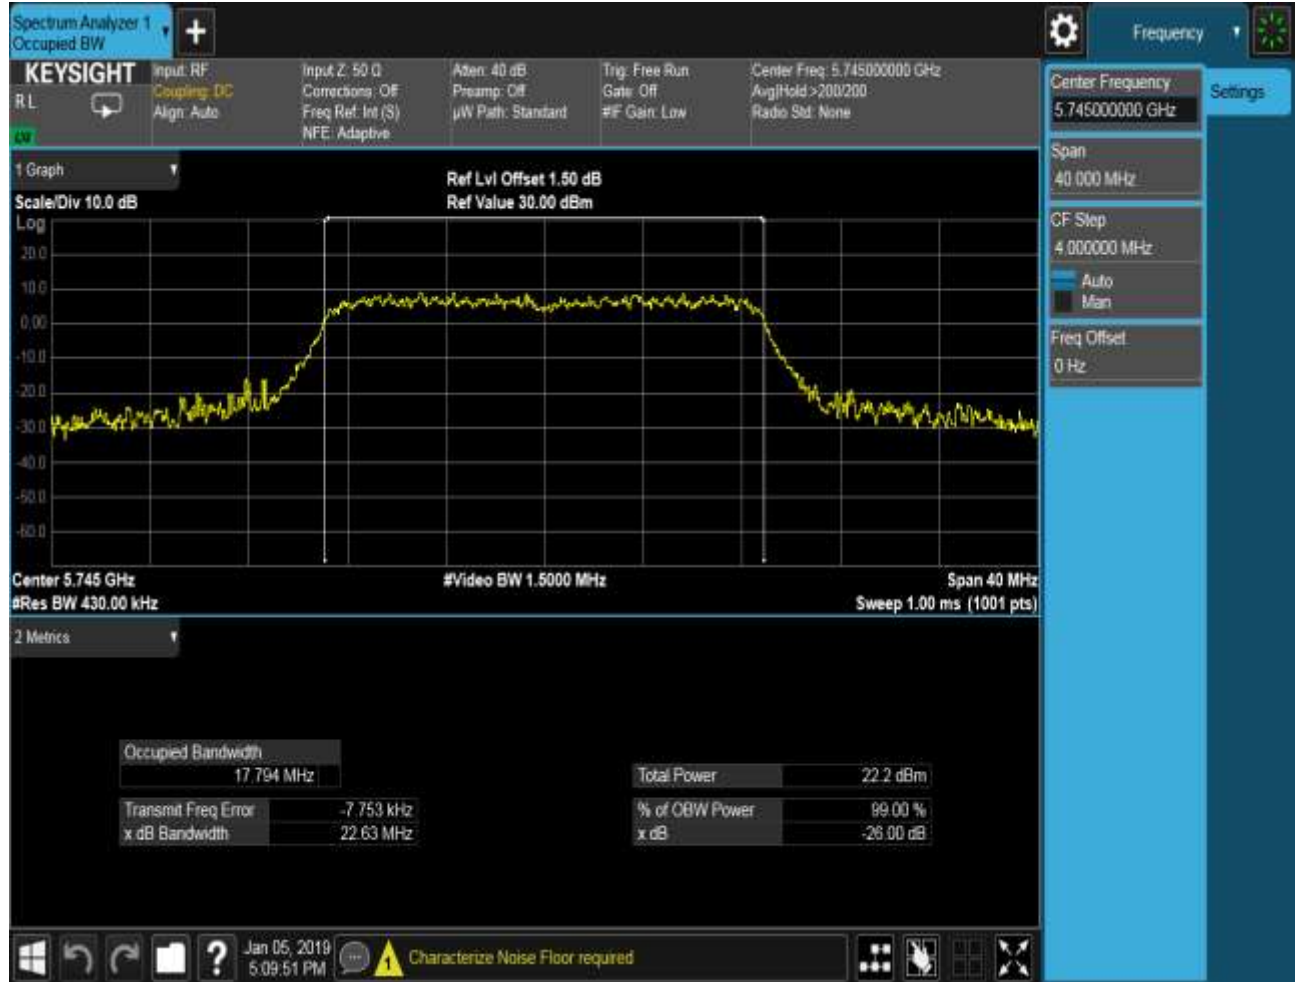 Spectrum Analyzer 1
Occupied BW
Frequency
KEYSIGHT
RL
Input: RF
Coupling: DC
Align: Auto
Input Z: 50 Ω
Corrections: Off
Freq Ref: Int (S)
NFE: Adaptive
Atten: 40 dB
Preamp: Off
µW Path: Standard
Trig: Free Run
Gate: Off
#IF Gain: Low
Center Freq: 5.745000000 GHz
Avg|Hold:>200/200
Radio Std: None
Center Frequency
5.745000000 GHz
Settings
Span
40.000 MHz
CF Step
4.000000 MHz
Auto
Man
Freq Offset
0 Hz
1 Graph
Ref Lvl Offset 1.50 dB
Scale/Div 10.0 dB
Ref Value 30.00 dBm
Log
20.0
10.0
0.00
-10.0
-20.0
-30.0
-40.0
-50.0
-60.0
Center 5.745 GHz
#Video BW 1.5000 MHz
Span 40 MHz
#Res BW 430.00 kHz
Sweep 1.00 ms (1001 pts)
2 Metrics
Occupied Bandwidth
17.794 MHz
Total Power 22.2 dBm
Transmit Freq Error -7.753 kHz
% of OBW Power 99.00 %
x dB Bandwidth 22.63 MHz
x dB -26.00 dB
?
Jan 05, 2019
5:09:51 PM
1
Characterize Noise Floor required